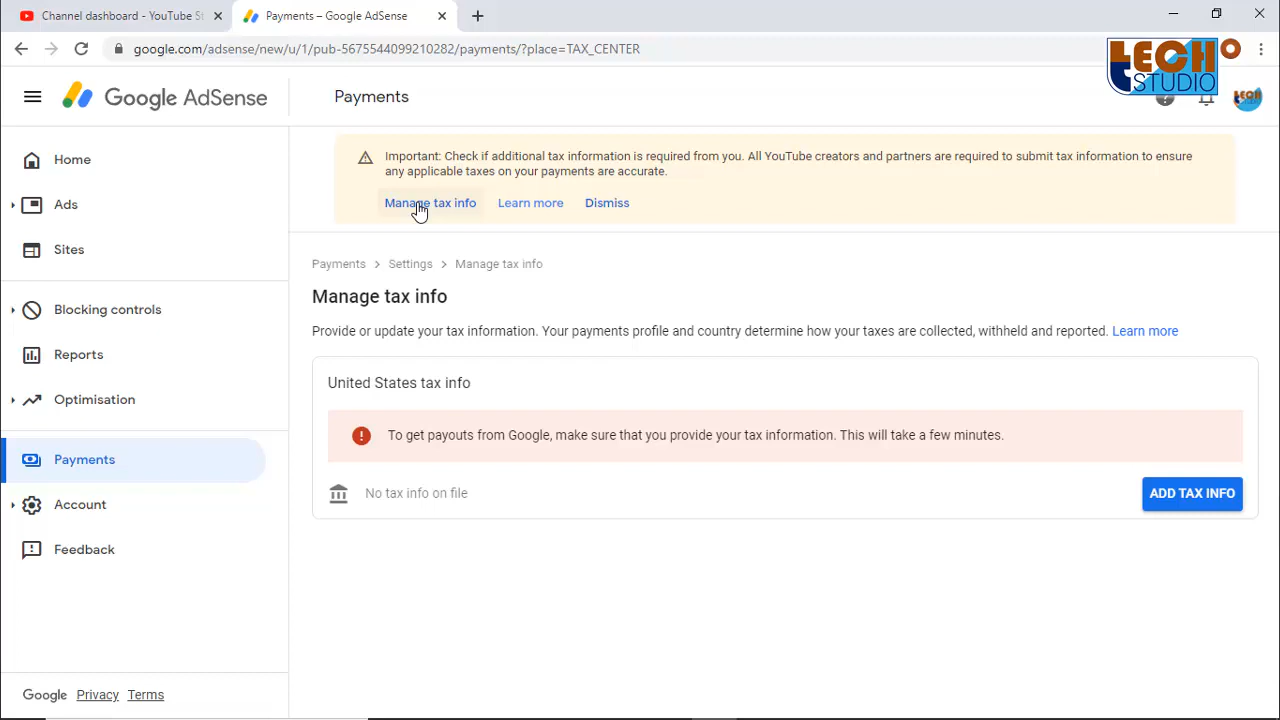 Channel dashboard - YouTube St
Payments – Google AdSense
google.com/adsense/new/u/1/pub-5675544099210282/payments/?place=TAX_CENTER
TECHO
STUDIO
Google AdSense
Payments
Home
Ads
Sites
Blocking controls
Reports
Optimisation
Payments
Account
Feedback
Google Privacy Terms
Important: Check if additional tax information is required from you. All YouTube creators and partners are required to submit tax information to ensure
any applicable taxes on your payments are accurate.
Manage tax info Learn more Dismiss
Payments > Settings > Manage tax info
Manage tax info
Provide or update your tax information. Your payments profile and country determine how your taxes are collected, withheld and reported. Learn more
United States tax info
To get payouts from Google, make sure that you provide your tax information. This will take a few minutes.
No tax info on file
ADD TAX INFO